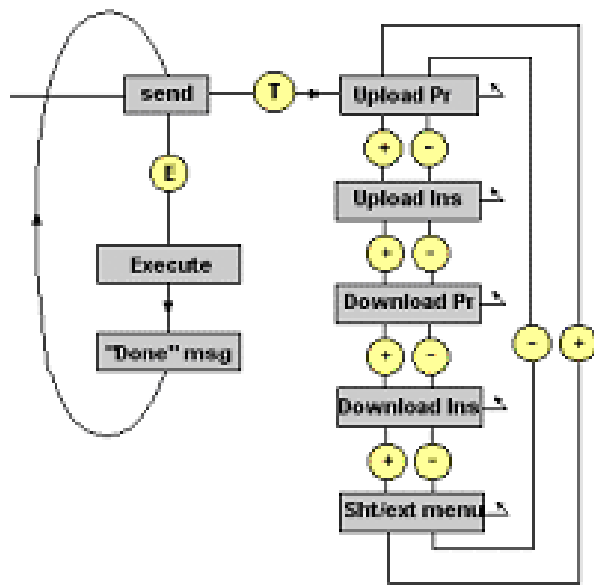 send
T
Upload Pr
+
-
E
Upload Ins
+
-
Execute
Download Pr
"Done" msg
+
-
-
+
Download Ins
+
-
Sht/ext menu